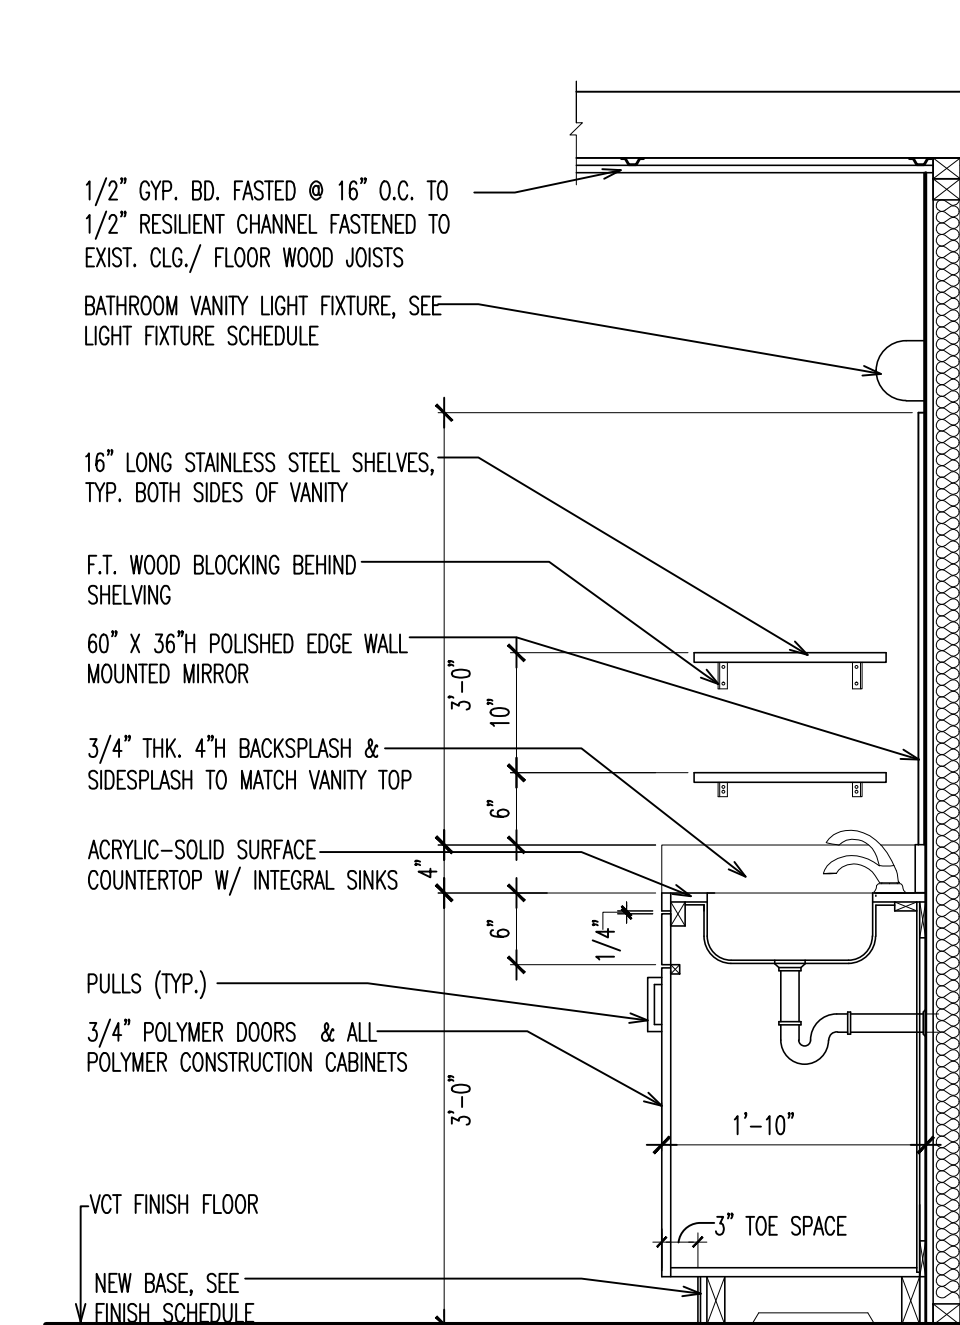 1/2" GYP. BD. FASTED @ 16" O.C. TO
1/2" RESILIENT CHANNEL FASTENED TO
EXIST. CLG./ FLOOR WOOD JOISTS
BATHROOM VANITY LIGHT FIXTURE, SEE
LIGHT FIXTURE SCHEDULE
16" LONG STAINLESS STEEL SHELVES,
TYP. BOTH SIDES OF VANITY
F.T. WOOD BLOCKING BEHIND
SHELVING
60" X 36"H POLISHED EDGE WALL
MOUNTED MIRROR
3'-0"
10"
3/4" THK. 4"H BACKSPLASH &
SIDESPLASH TO MATCH VANITY TOP
6"
ACRYLIC-SOLID SURFACE
COUNTERTOP W/ INTEGRAL SINKS
4"
6"
1/4"
PULLS (TYP.)
3/4" POLYMER DOORS & ALL
POLYMER CONSTRUCTION CABINETS
3'-0"
1'-10"
VCT FINISH FLOOR
3" TOE SPACE
NEW BASE, SEE
FINISH SCHEDULE